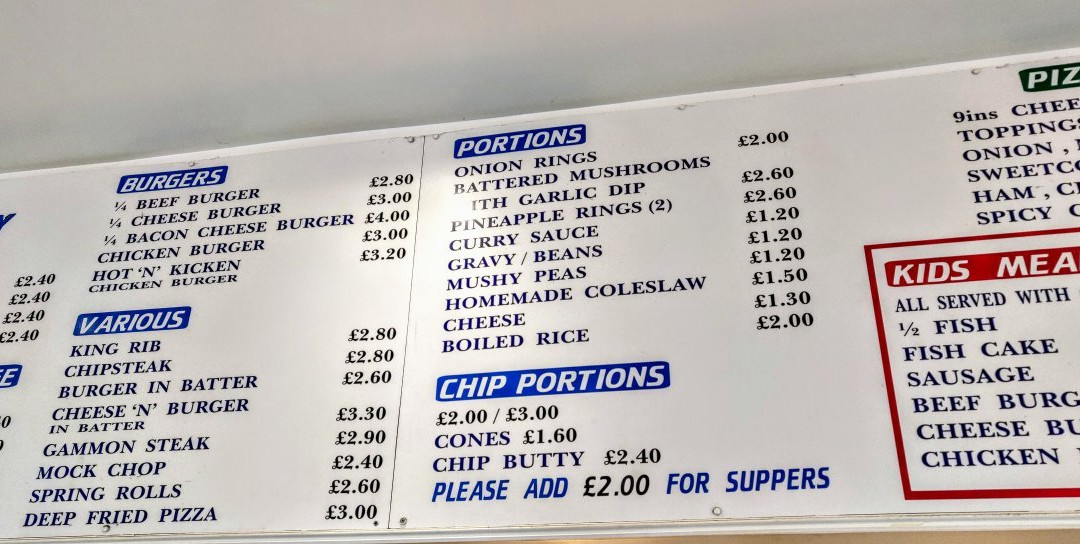 £2.40
£2.40
£2.40
£2.40
BURGERS
¼ BEEF BURGER £2.80
¼ CHEESE BURGER £3.00
¼ BACON CHEESE BURGER £4.00
CHICKEN BURGER £3.00
HOT 'N' KICKEN £3.20
CHICKEN BURGER
VARIOUS
KING RIB £2.80
CHIPSTEAK £2.80
BURGER IN BATTER £2.60
CHEESE 'N' BURGER £3.30
IN BATTER
GAMMON STEAK £2.90
MOCK CHOP £2.40
SPRING ROLLS £2.60
DEEP FRIED PIZZA £3.00
PORTIONS
ONION RINGS £2.00
BATTERED MUSHROOMS
ITH GARLIC DIP £2.60
PINEAPPLE RINGS (2) £2.60
CURRY SAUCE £1.20
GRAVY / BEANS £1.20
MUSHY PEAS £1.20
HOMEMADE COLESLAW £1.50
CHEESE £1.30
BOILED RICE £2.00
CHIP PORTIONS
£2.00 / £3.00
CONES £1.60
CHIP BUTTY £2.40
PLEASE ADD £2.00 FOR SUPPERS
PIZ
9ins CHEE
TOPPINGS
ONION ,
SWEETCO
HAM , C
SPICY
KIDS MEA
ALL SERVED WITH
½ FISH
FISH CAKE
SAUSAGE
BEEF BURG
CHEESE BU
CHICKEN